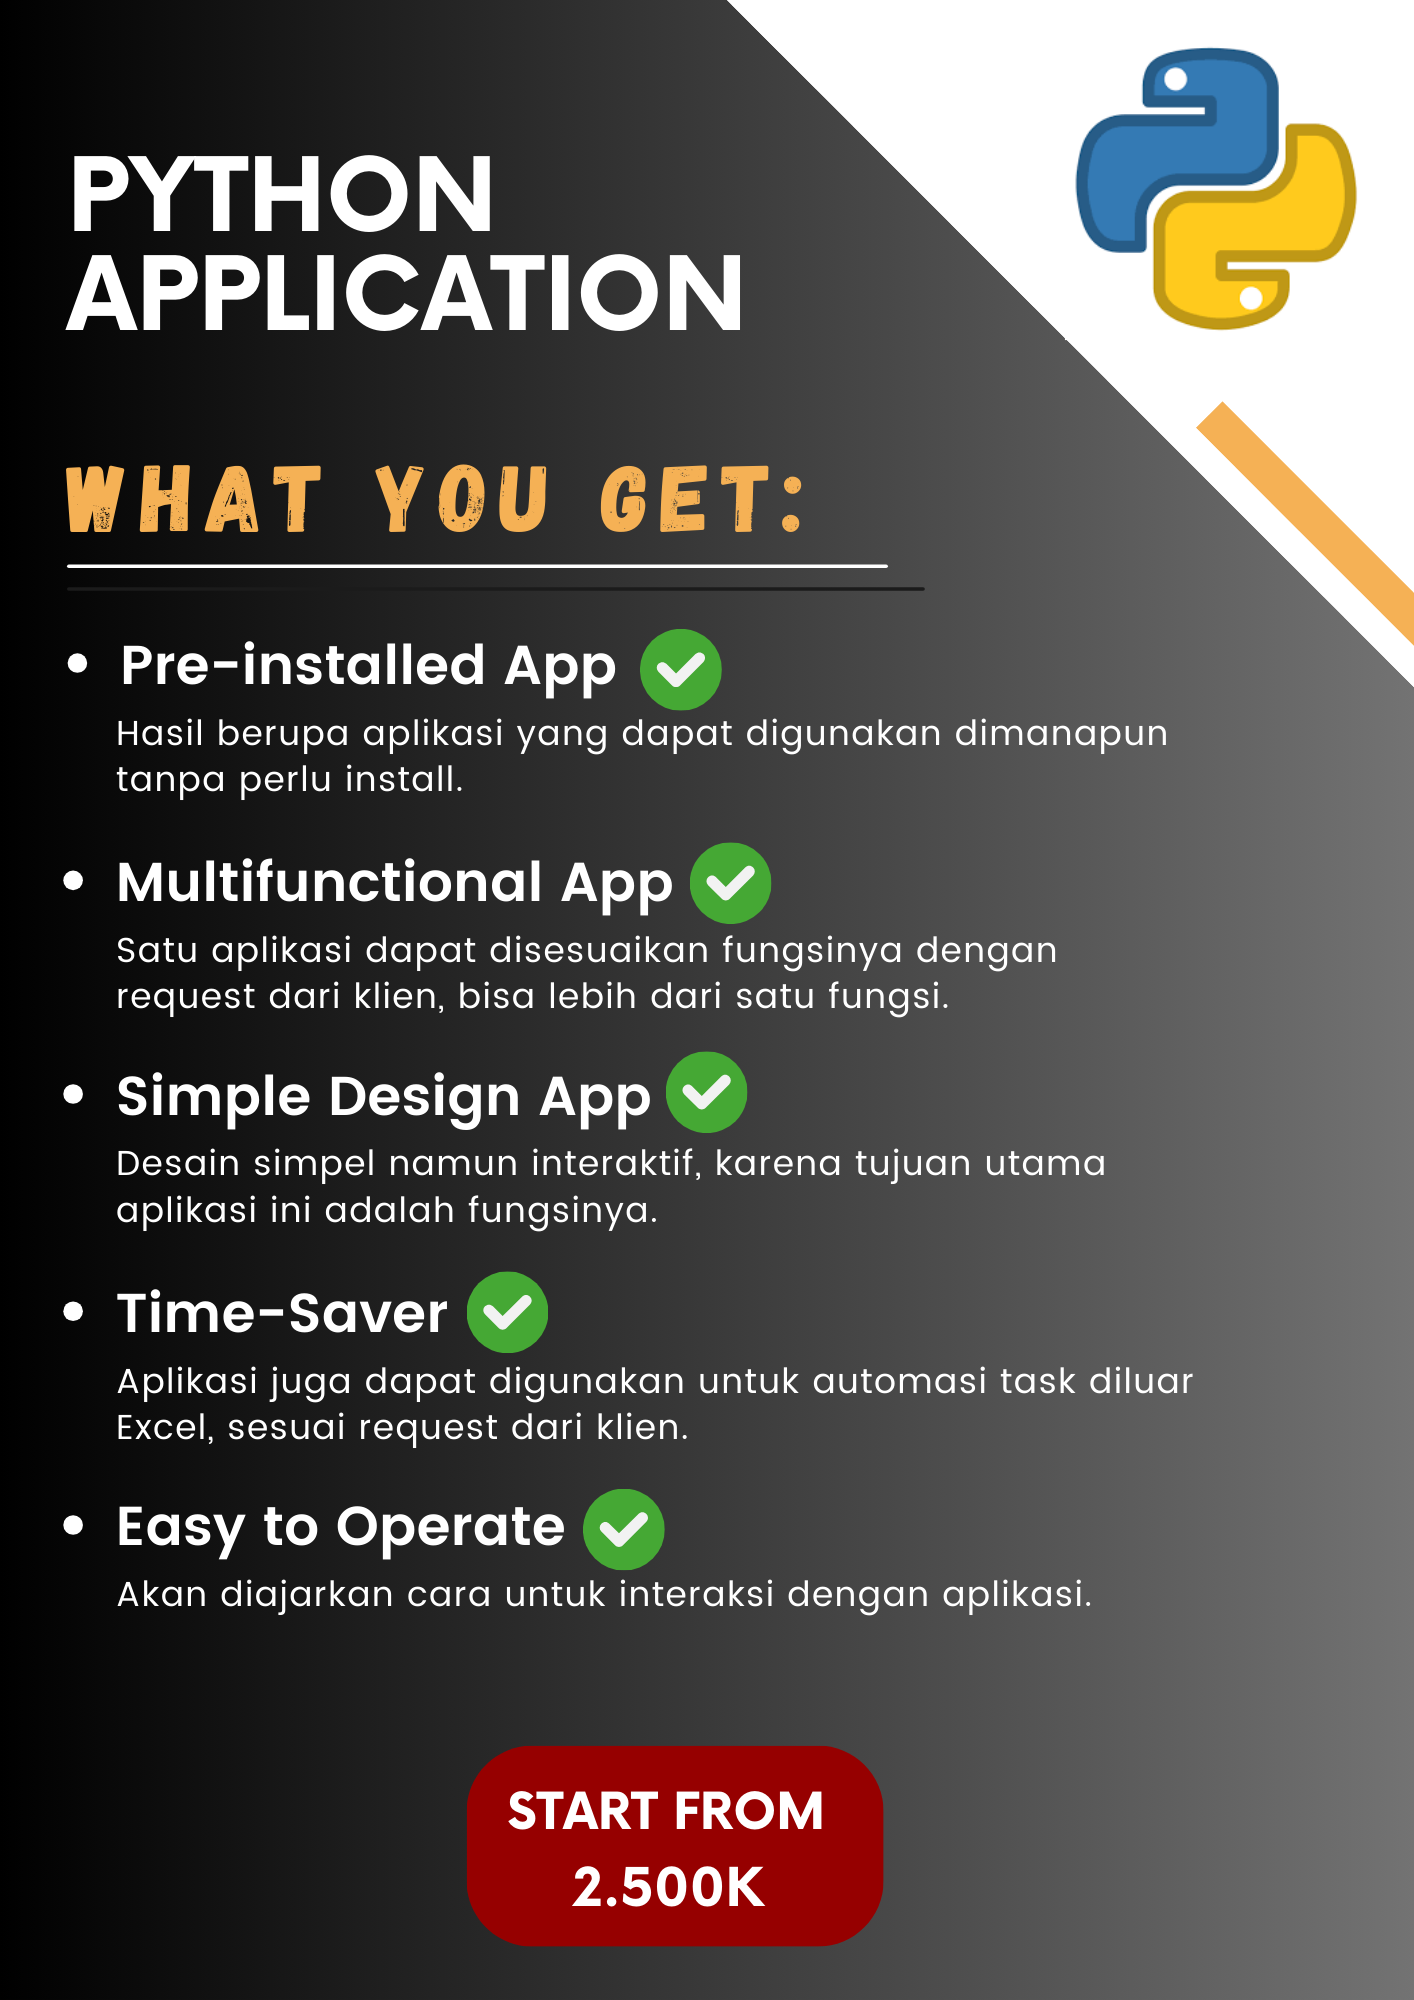 PYTHON
APPLICATION
WHAT YOU GET:
• Pre-installed App
Hasil berupa aplikasi yang dapat digunakan dimanapun
tanpa perlu install.
• Multifunctional App
Satu aplikasi dapat disesuaikan fungsinya dengan
request dari klien, bisa lebih dari satu fungsi.
• Simple Design App
Desain simpel namun interaktif, karena tujuan utama
aplikasi ini adalah fungsinya.
• Time-Saver
Aplikasi juga dapat digunakan untuk automasi task diluar
Excel, sesuai request dari klien.
• Easy to Operate
Akan diajarkan cara untuk interaksi dengan aplikasi.
START FROM
2.500K